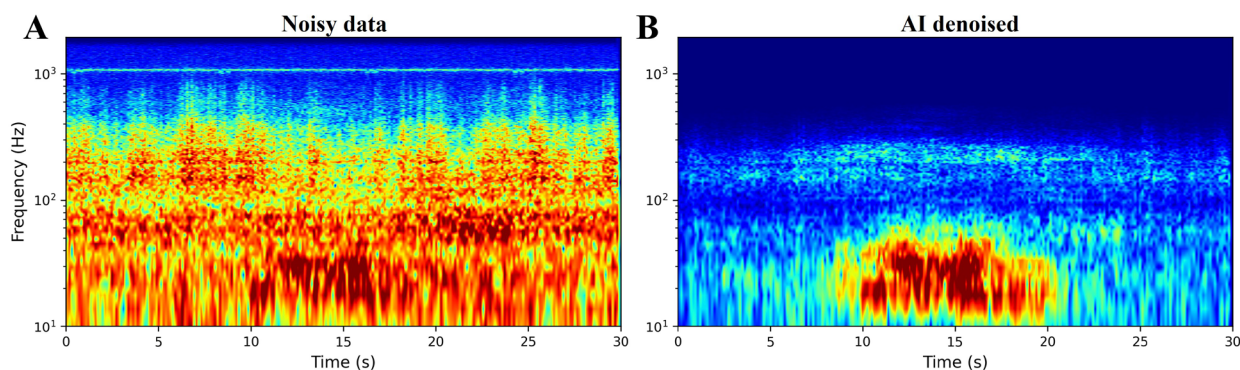 A
Noisy data
Frequency (Hz)
10³
10²
10¹
0 5 10 15 20 25 30
Time (s)
B
AI denoised
10³
10²
10¹
0 5 10 15 20 25 30
Time (s)